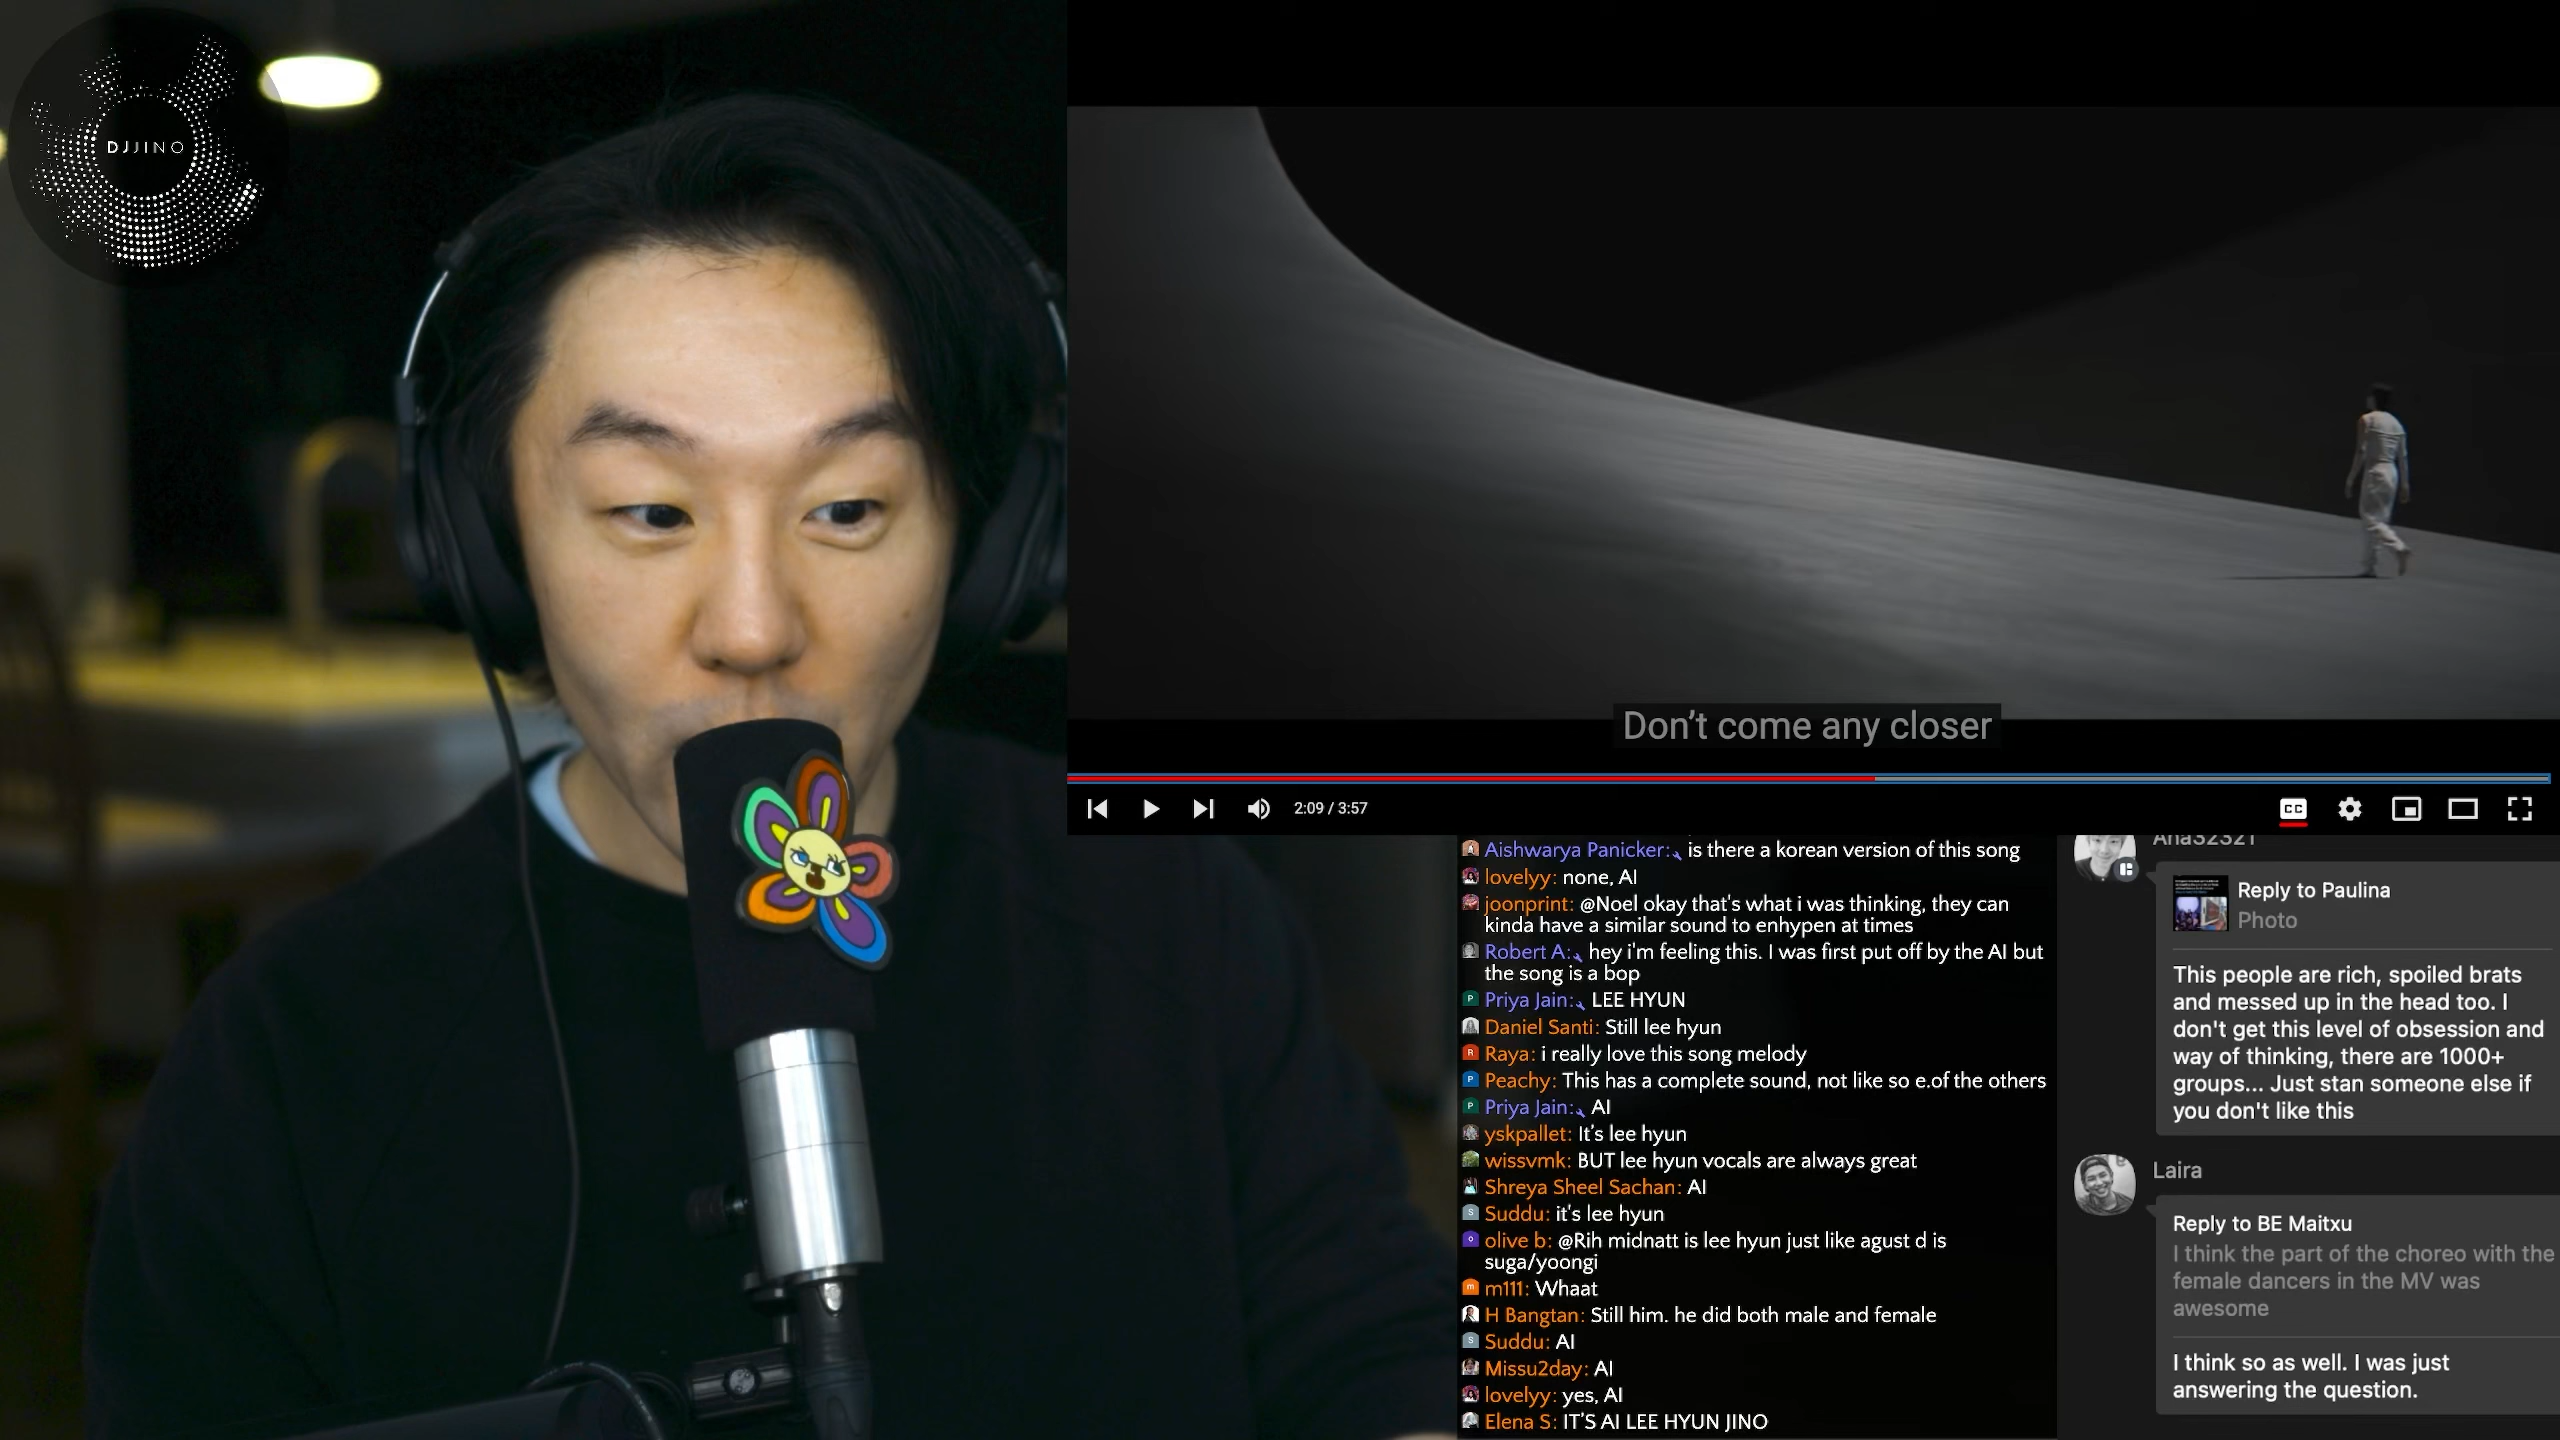 DJJINO
Don't come any closer
2:09 / 3:57
CC
Aishwarya Panicker: is there a korean version of this song
lovelyy: none, AI
joonprint: @Noel okay that's what i was thinking, they can
kinda have a similar sound to enhypen at times
Robert A: hey i'm feeling this. I was first put off by the AI but
the song is a bop
P Priya Jain: LEE HYUN
Daniel Santi: Still lee hyun
R Raya: i really love this song melody
P Peachy: This has a complete sound, not like so e.of the others
P Priya Jain: AI
yskpallet: It's lee hyun
wissvmk: BUT lee hyun vocals are always great
Shreya Sheel Sachan: AI
S Suddu: it's lee hyun
o olive b: @Rih midnatt is lee hyun just like agust d is
suga/yoongi
m m111: Whaat
H Bangtan: Still him. he did both male and female
S Suddu: AI
Missu2day: AI
lovelyy: yes, AI
Elena S: IT'S AI LEE HYUN JINO
Ana32321
Reply to Paulina
Photo
This people are rich, spoiled brats
and messed up in the head too. I
don't get this level of obsession and
way of thinking, there are 1000+
groups... Just stan someone else if
you don't like this
Laira
Reply to BE Maitxu
I think the part of the choreo with the
female dancers in the MV was
awesome
I think so as well. I was just
answering the question.